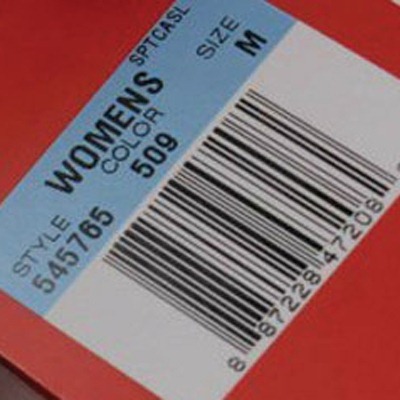 SPTCASL
WOMENS
STYLE COLOR SIZE
545765 509 M
8 87228 47208